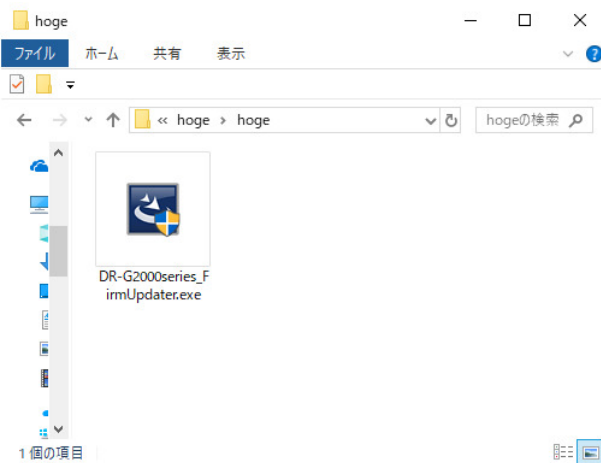 hoge
ファイル ホーム 共有 表示
?
« hoge › hoge
hogeの検索
DR-G2000series_F
irmUpdater.exe
1 個の項目